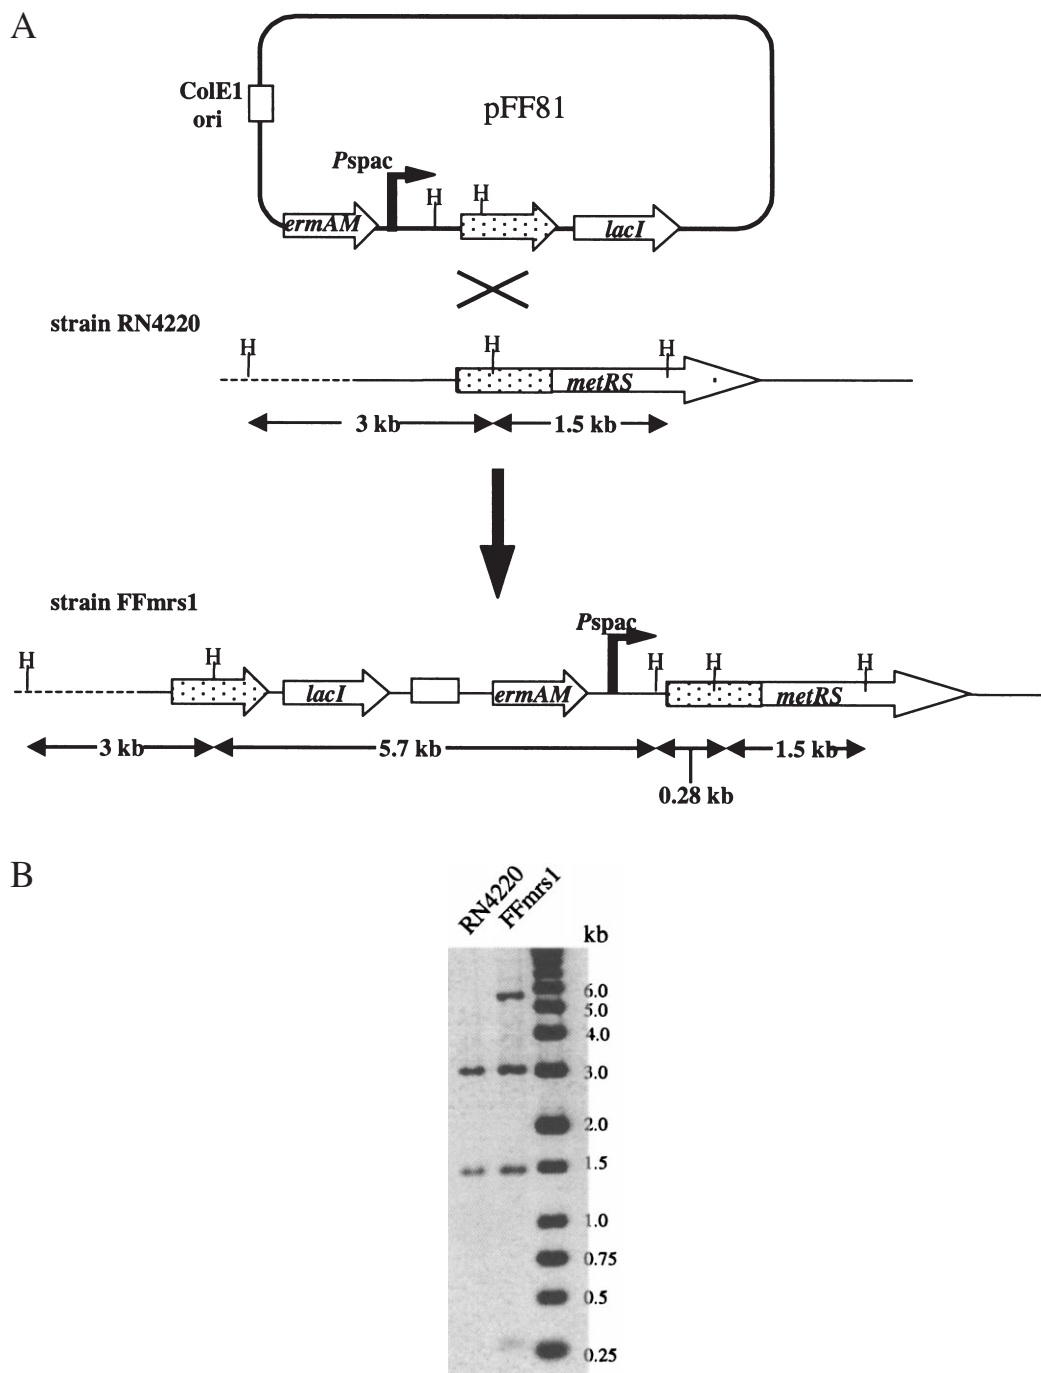 A
ColE1
ori
pFF81
Pspac
H
H
ermAM
lacI
strain RN4220
H
H
H
metRS
3 kb
1.5 kb
strain FFmrs1
Pspac
H
H
H
H
H
lacI
ermAM
metRS
3 kb
5.7 kb
1.5 kb
0.28 kb
B
RN4220
FFmrs1
kb
6.0
5.0
4.0
3.0
2.0
1.5
1.0
0.75
0.5
0.25